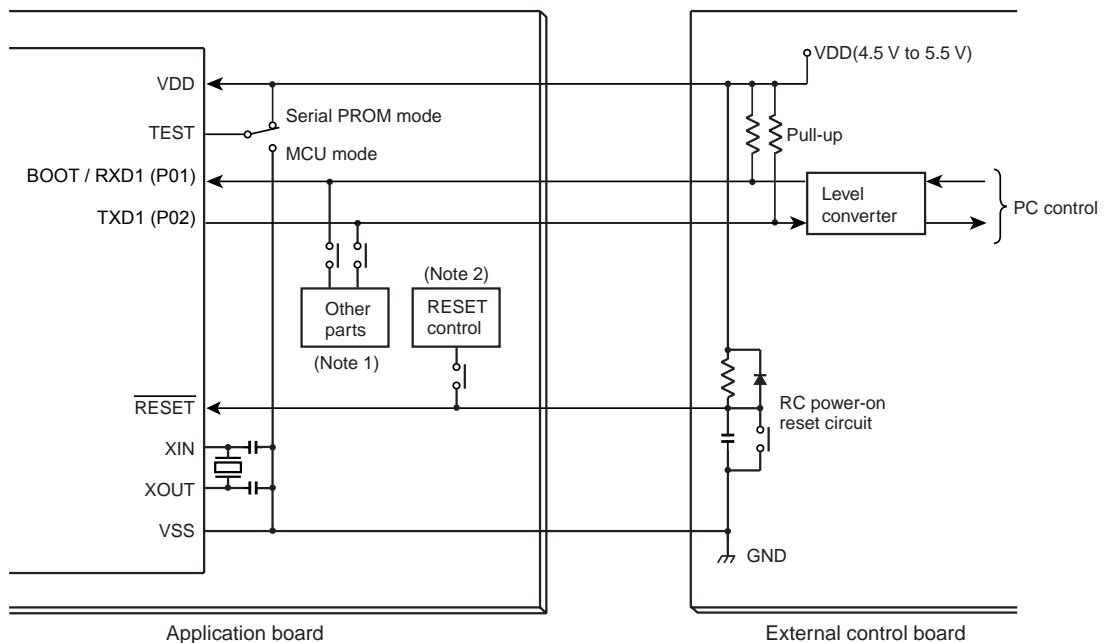 VDD(4.5 V to 5.5 V)
VDD
Serial PROM mode
TEST
MCU mode
Pull-up
BOOT / RXD1 (P01)
TXD1 (P02)
Level
converter
PC control
(Note 2)
Other
parts
(Note 1)
RESET
control
RESET
RC power-on
reset circuit
XIN
XOUT
VSS
GND
Application board
External control board